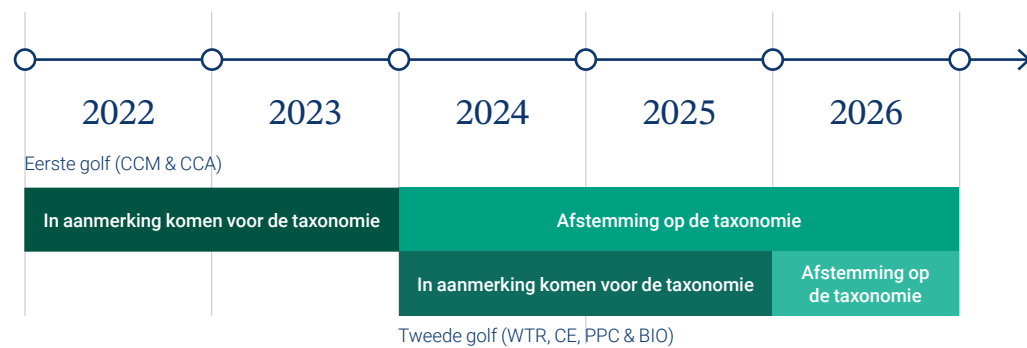 2022 2023 2024 2025 2026
Eerste golf (CCM & CCA)
In aanmerking komen voor de taxonomie Afstemming op de taxonomie
In aanmerking komen voor de taxonomie Afstemming op
de taxonomie
Tweede golf (WTR, CE, PPC & BIO)